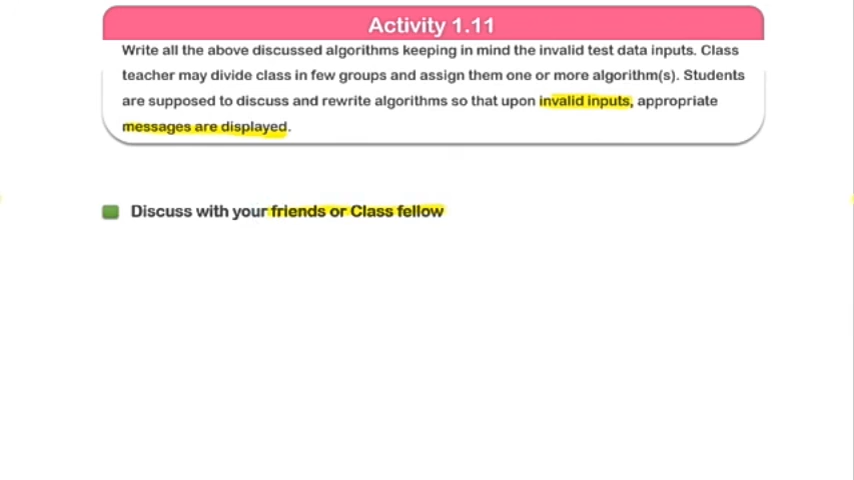 Activity 1.11
Write all the above discussed algorithms keeping in mind the invalid test data inputs. Class
teacher may divide class in few groups and assign them one or more algorithm(s). Students
are supposed to discuss and rewrite algorithms so that upon invalid inputs, appropriate
messages are displayed.
Discuss with your friends or Class fellow